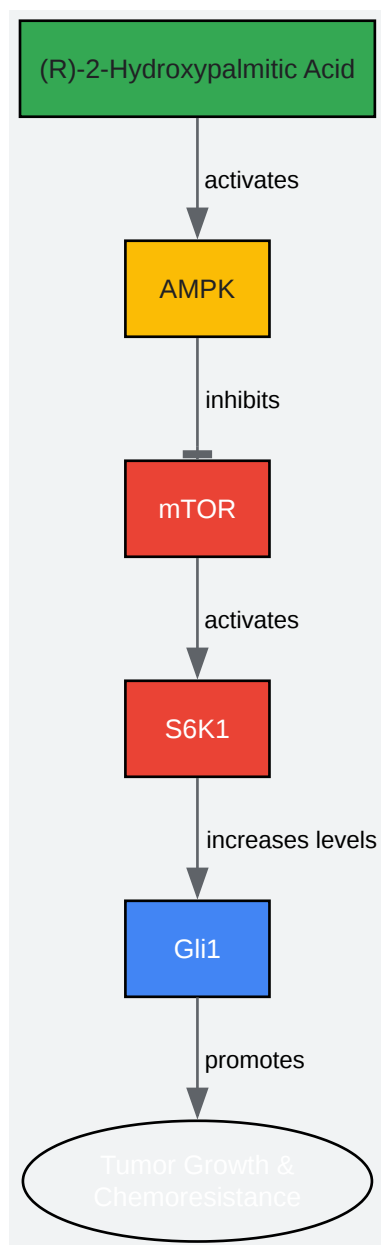 (R)-2-Hydroxypalmitic Acid
activates
AMPK
inhibits
mTOR
activates
S6K1
increases levels
Gli1
promotes
Tumor Growth &
Chemoresistance